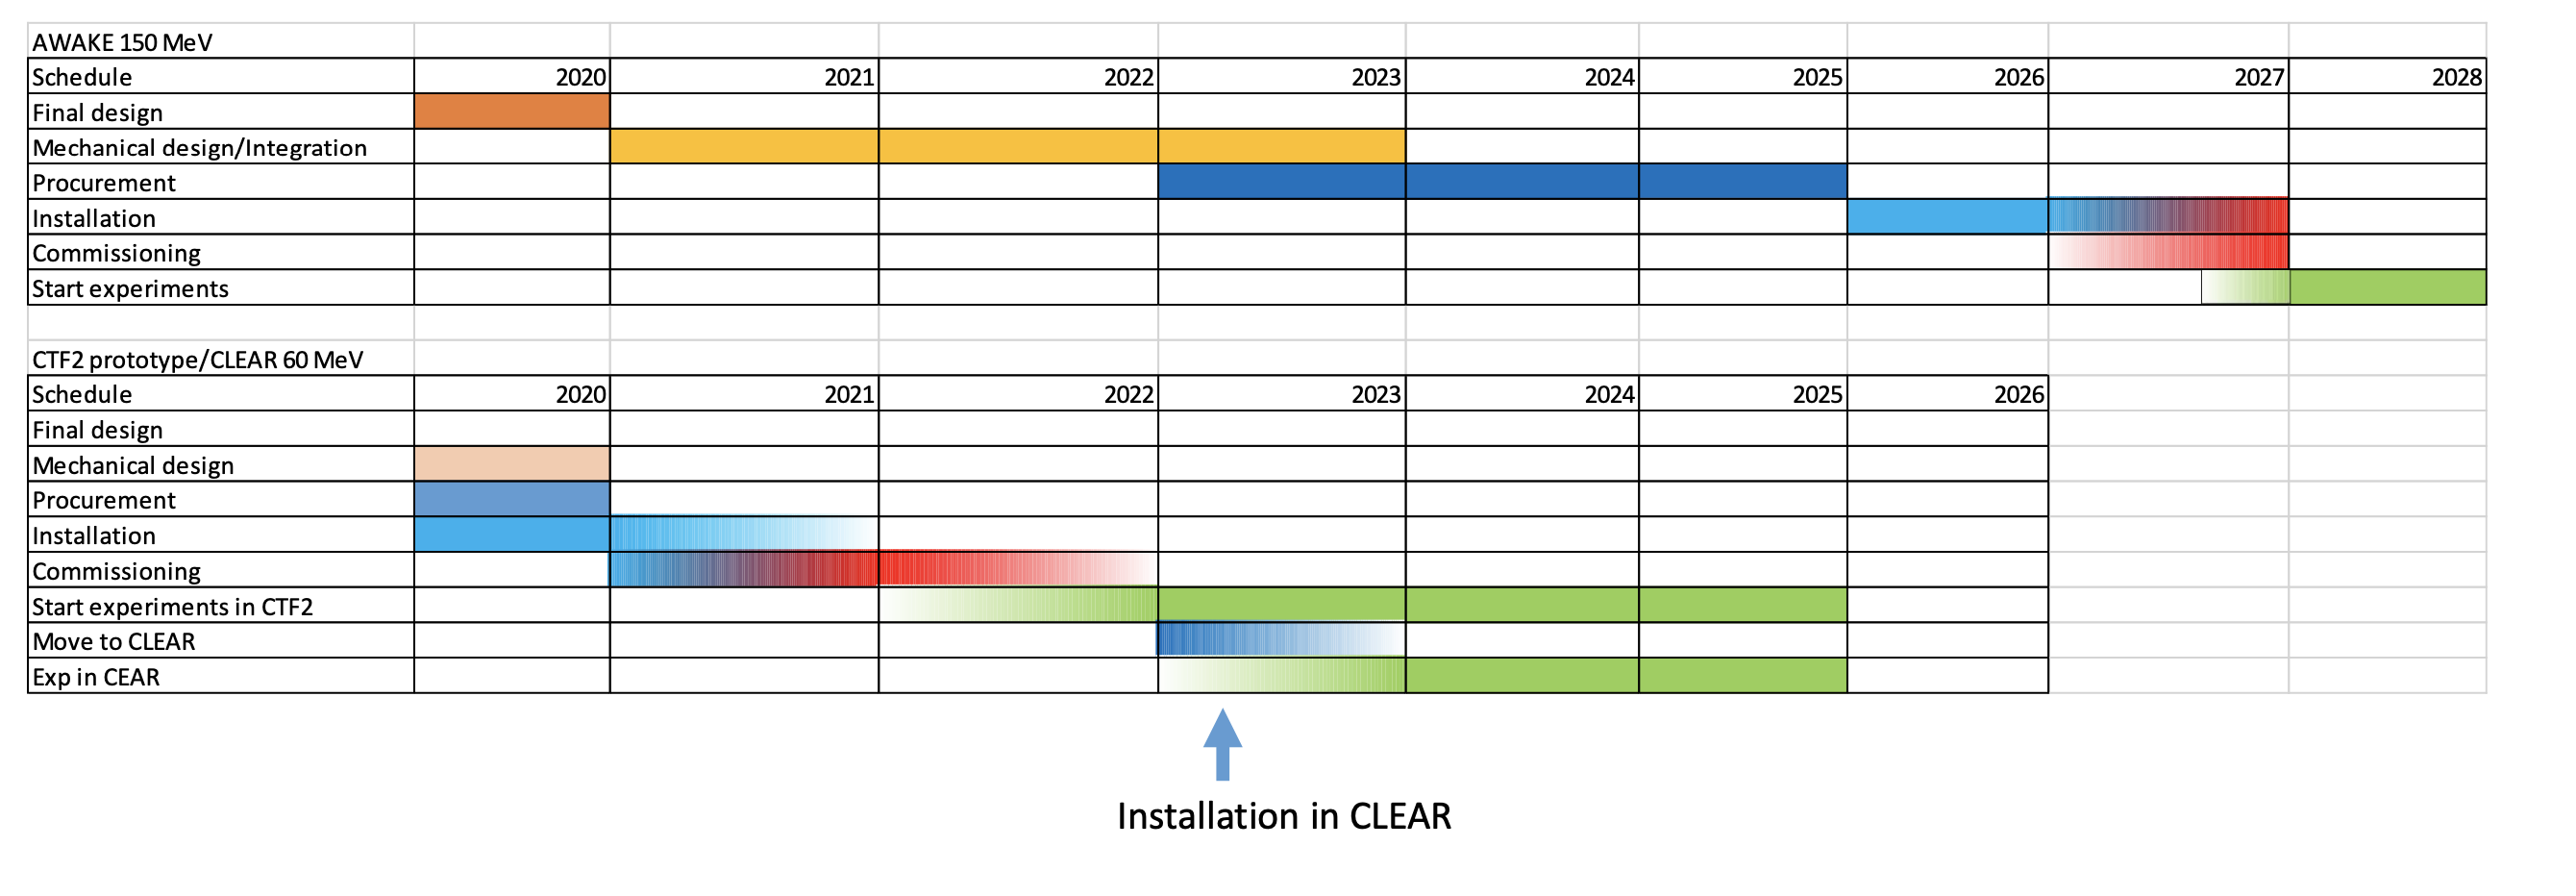 AWAKE 150 MeV
Schedule 2020 2021 2022 2023 2024 2025 2026 2027 2028
Final design
Mechanical design/Integration
Procurement
Installation
Commissioning
Start experiments
CTF2 prototype/CLEAR 60 MeV
Schedule 2020 2021 2022 2023 2024 2025 2026
Final design
Mechanical design
Procurement
Installation
Commissioning
Start experiments in CTF2
Move to CLEAR
Exp in CEAR
Installation in CLEAR